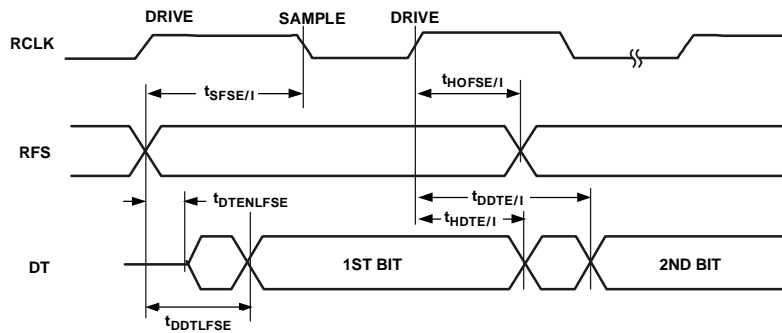 DRIVE SAMPLE DRIVE
RCLK
tSFSE/I tHOFSE/I
RFS
tDDTE/I
tDTENLFSE
tHDTE/I
DT 1ST BIT 2ND BIT
tDDTLFSE